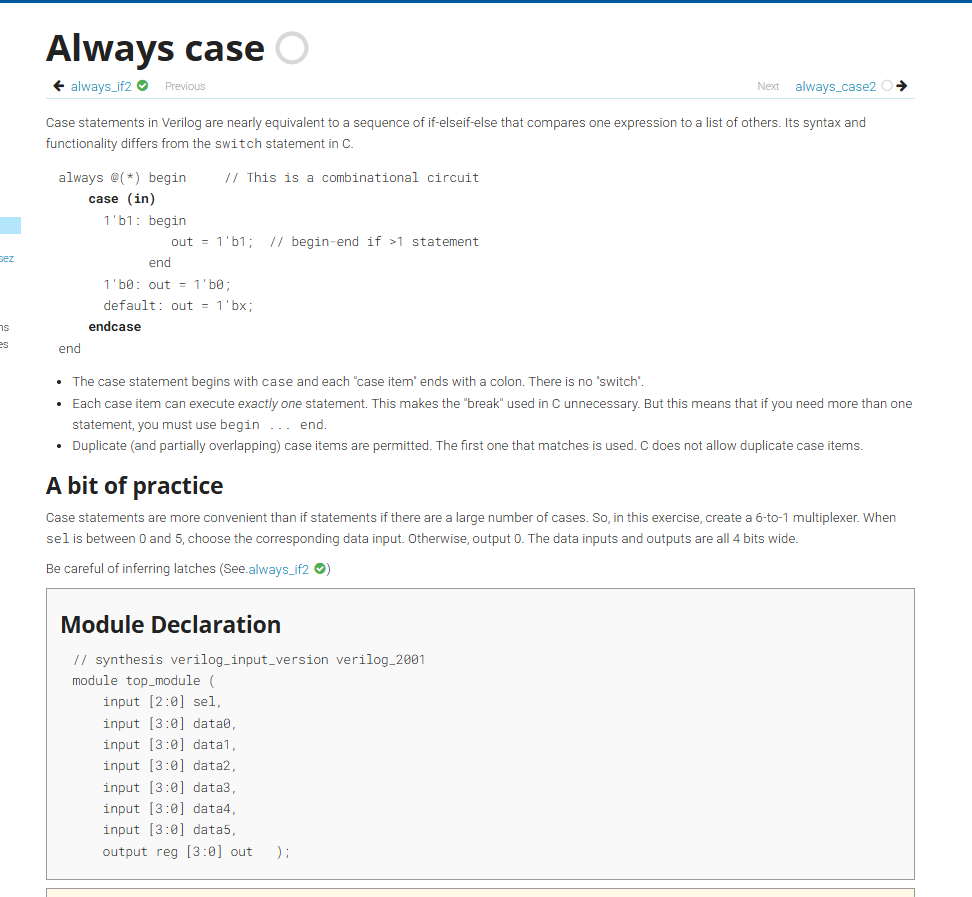 Always case
always_if2 Previous
Next always_case2
Case statements in Verilog are nearly equivalent to a sequence of if-elseif-else that compares one expression to a list of others. Its syntax and
functionality differs from the switch statement in C.
always @(*) begin     // This is a combinational circuit
    case (in)
      1'b1: begin
               out = 1'b1;  // begin-end if >1 statement
            end
      1'b0: out = 1'b0;
      default: out = 1'bx;
    endcase
end
• The case statement begins with case and each "case item" ends with a colon. There is no "switch".
• Each case item can execute exactly one statement. This makes the "break" used in C unnecessary. But this means that if you need more than one
statement, you must use begin ... end.
• Duplicate (and partially overlapping) case items are permitted. The first one that matches is used. C does not allow duplicate case items.
A bit of practice
Case statements are more convenient than if statements if there are a large number of cases. So, in this exercise, create a 6-to-1 multiplexer. When
sel is between 0 and 5, choose the corresponding data input. Otherwise, output 0. The data inputs and outputs are all 4 bits wide.
Be careful of inferring latches (See.always_if2 )
Module Declaration
// synthesis verilog_input_version verilog_2001
module top_module (
    input [2:0] sel,
    input [3:0] data0,
    input [3:0] data1,
    input [3:0] data2,
    input [3:0] data3,
    input [3:0] data4,
    input [3:0] data5,
    output reg [3:0] out   );
sez
ns
es